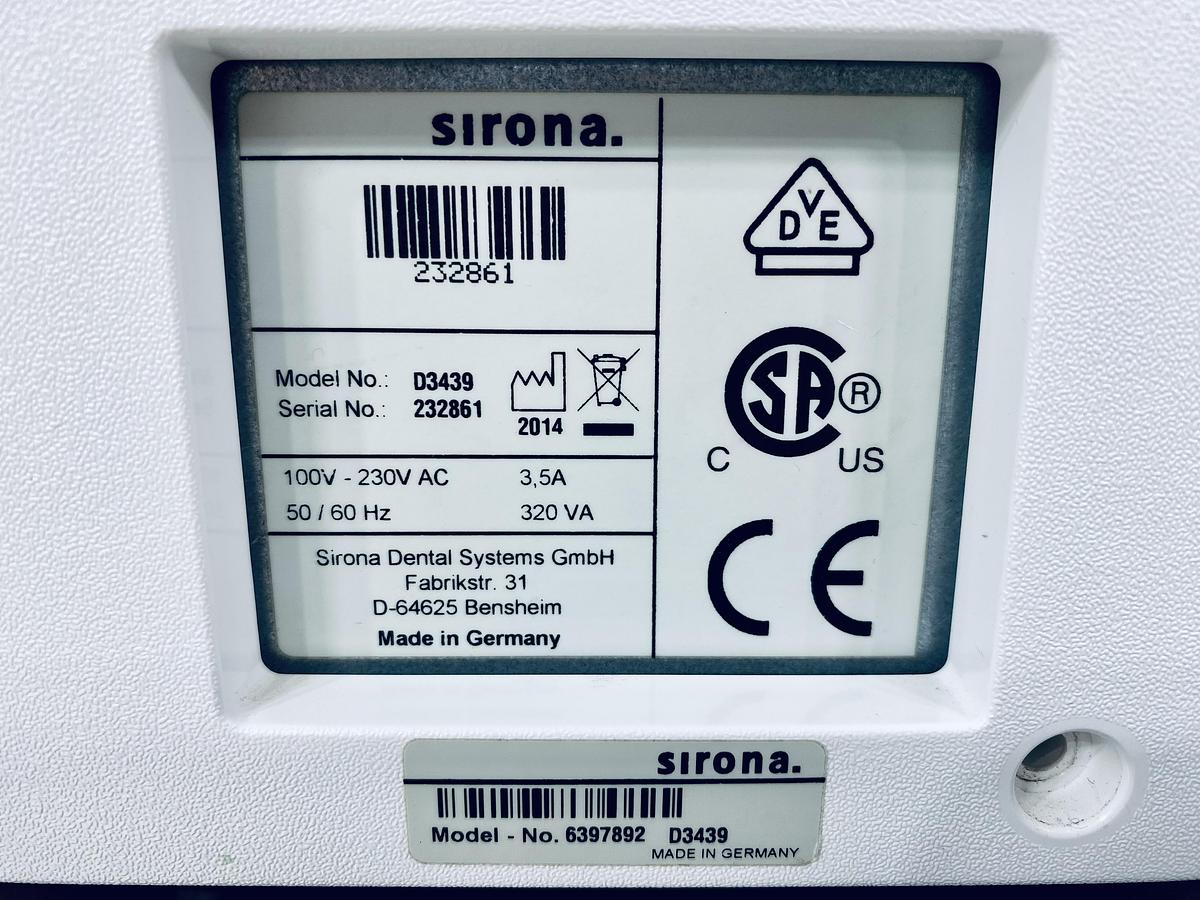 sirona.
232861
Model No.: D3439
Serial No.: 232861
2014
100V - 230V AC 3,5A
50 / 60 Hz 320 VA
Sirona Dental Systems GmbH
Fabrikstr. 31
D-64625 Bensheim
Made in Germany
DVE
CSA ®
C US
CE
sirona.
Model - No. 6397892 D3439
MADE IN GERMANY